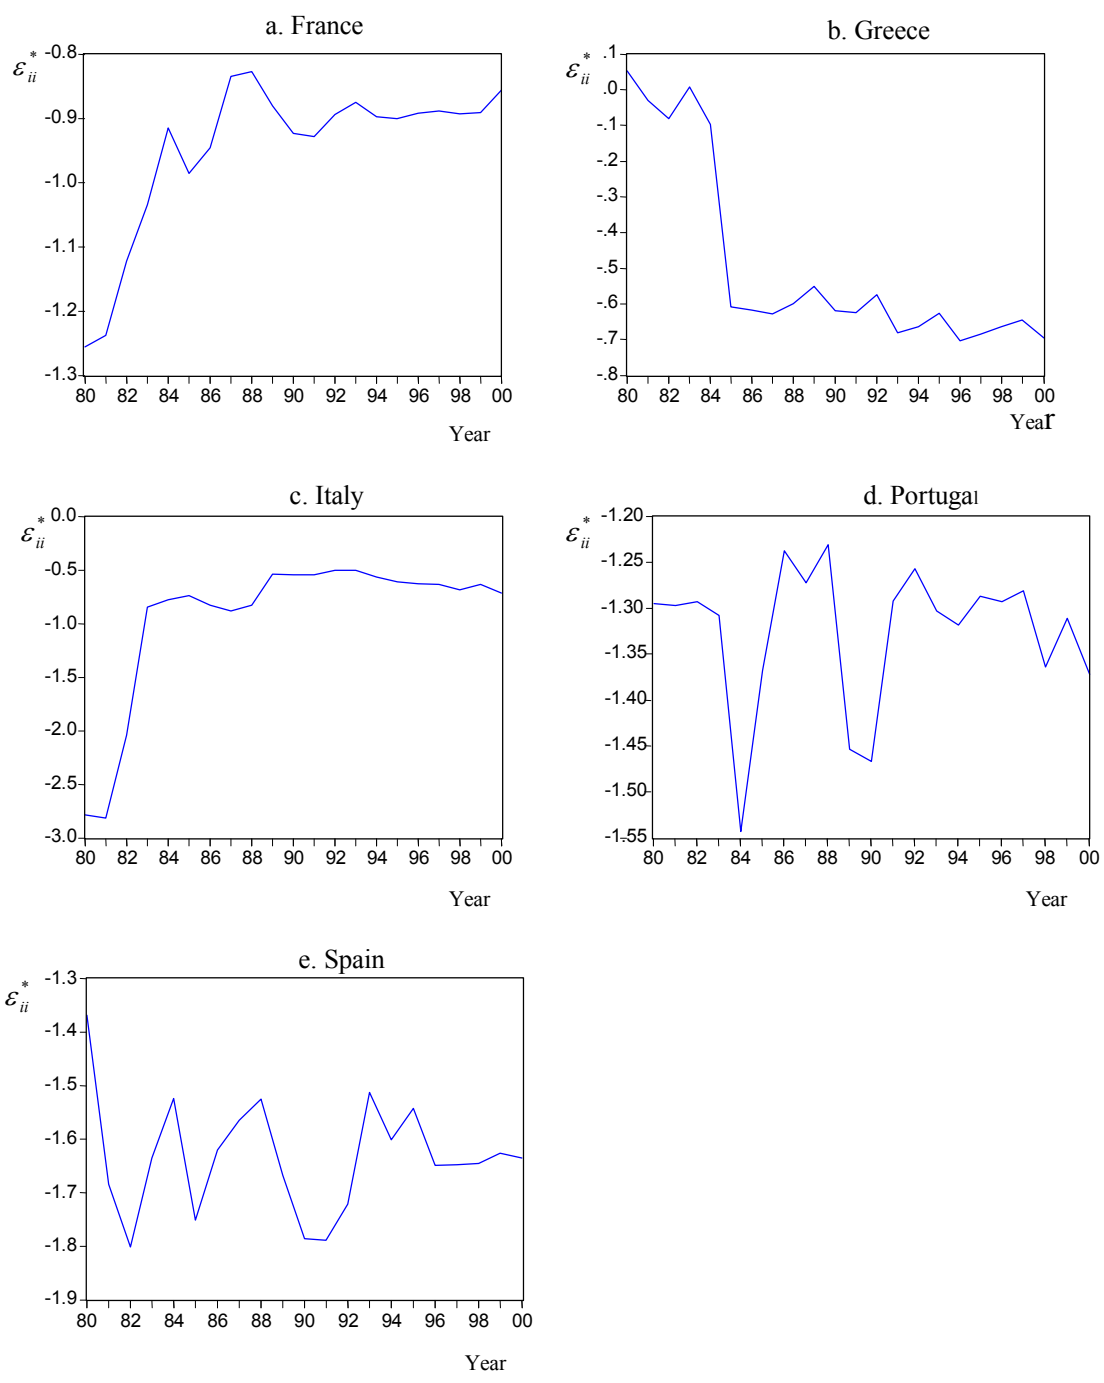 a. France
ε*ii
-0.8
-0.9
-1.0
-1.1
-1.2
-1.3
80 82 84 86 88 90 92 94 96 98 00
Year
b. Greece
ε*ii
.1
.0
-.1
-.2
-.3
-.4
-.5
-.6
-.7
-.8
80 82 84 86 88 90 92 94 96 98 00
Year
c. Italy
ε*ii
0.0
-0.5
-1.0
-1.5
-2.0
-2.5
-3.0
80 82 84 86 88 90 92 94 96 98 00
Year
d. Portugal
ε*ii
-1.20
-1.25
-1.30
-1.35
-1.40
-1.45
-1.50
-1.55
80 82 84 86 88 90 92 94 96 98 00
Year
e. Spain
ε*ii
-1.3
-1.4
-1.5
-1.6
-1.7
-1.8
-1.9
80 82 84 86 88 90 92 94 96 98 00
Year